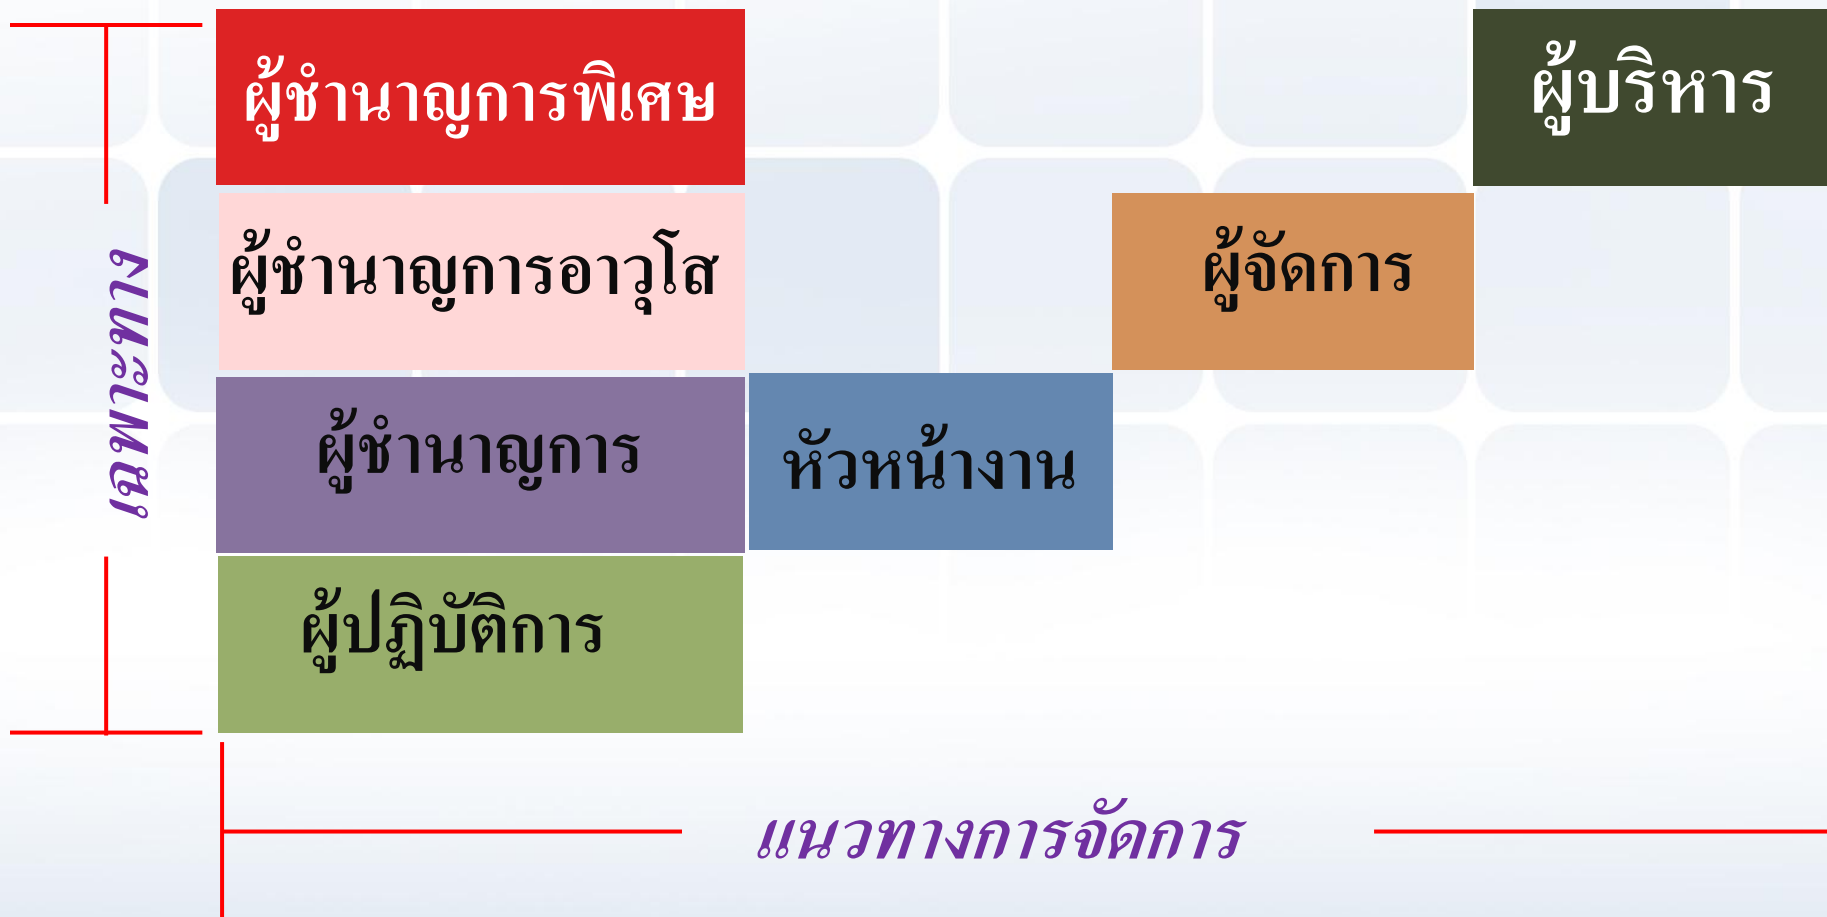 ผู้ชำนาญการพิเศษ
ผู้บริหาร
ผู้ชำนาญการอาวุโส
ผู้จัดการ
เฉพาะทาง
ผู้ชำนาญการ
หัวหน้างาน
ผู้ปฏิบัติการ
แนวทางการจัดการ